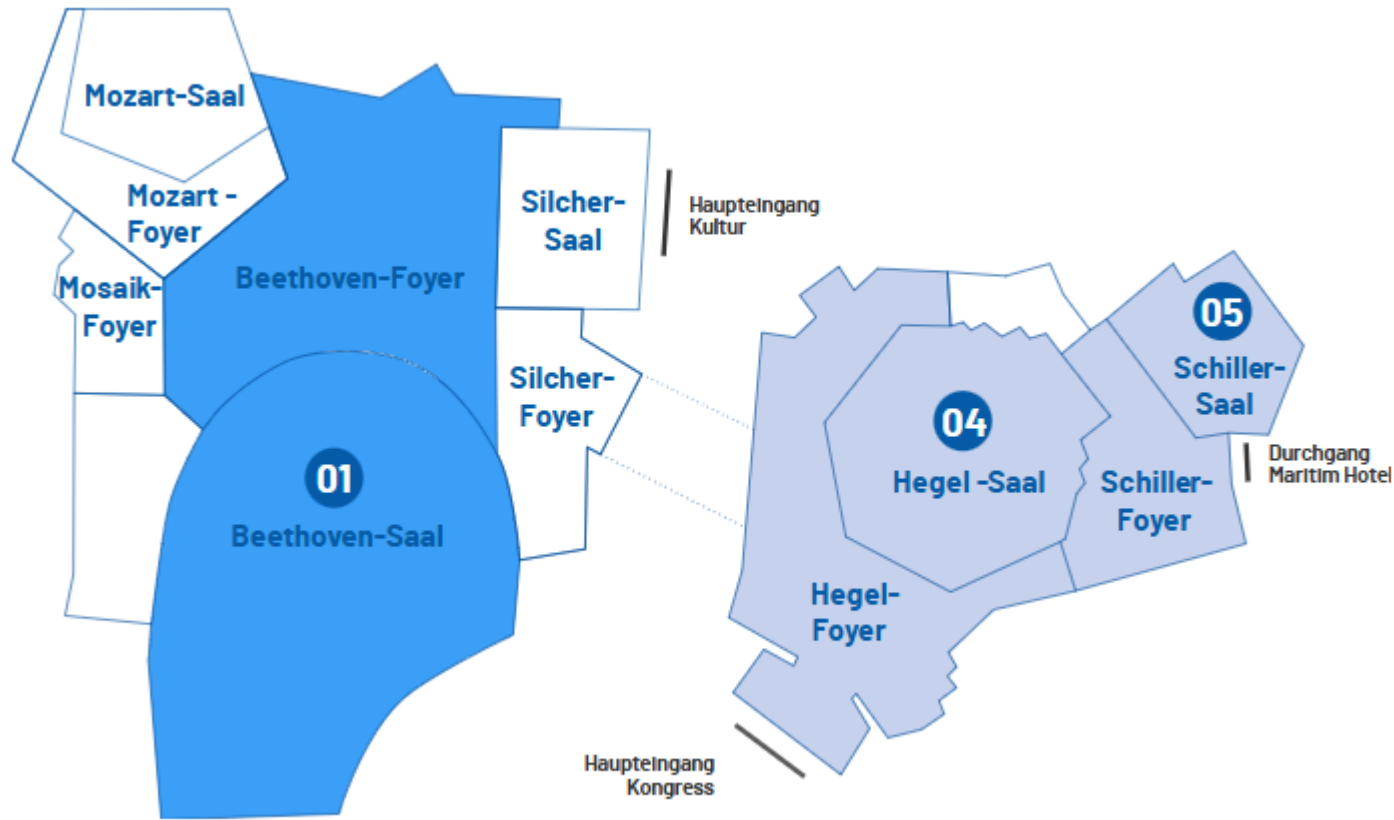 Mozart-Saal
Mozart -
Foyer
Mosaik-
Foyer
Beethoven-Foyer
Silcher-
Saal
Haupteingang
Kultur
Silcher-
Foyer
01
Beethoven-Saal
04
Hegel -Saal
05
Schiller-
Saal
Durchgang
Maritim Hotel
Schiller-
Foyer
Hegel-
Foyer
Haupteingang
Kongress